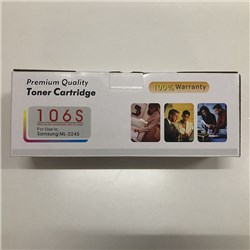 Premium Quality
Toner Cartridge
100% Warranty
106S
For Use in:
Samsung ML-2245